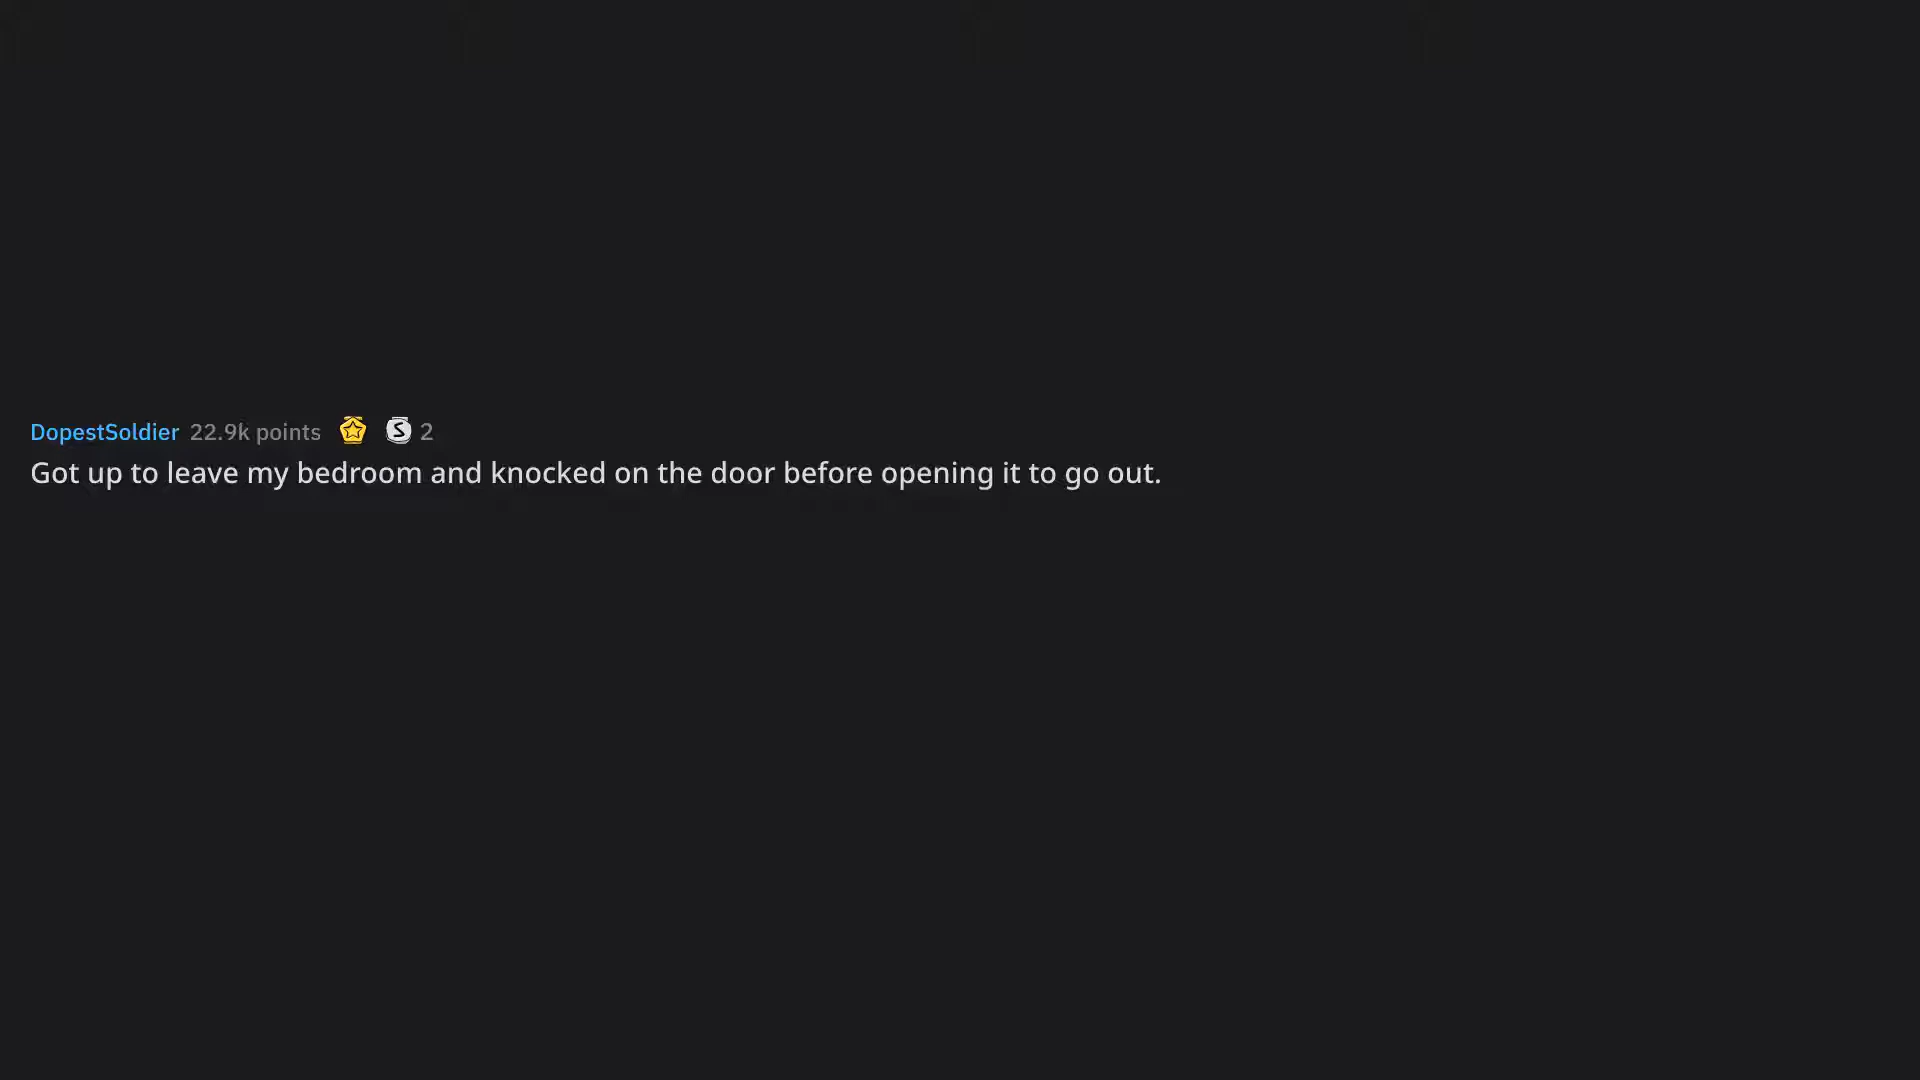 DopestSoldier 22.9k points S 2
Got up to leave my bedroom and knocked on the door before opening it to go out.